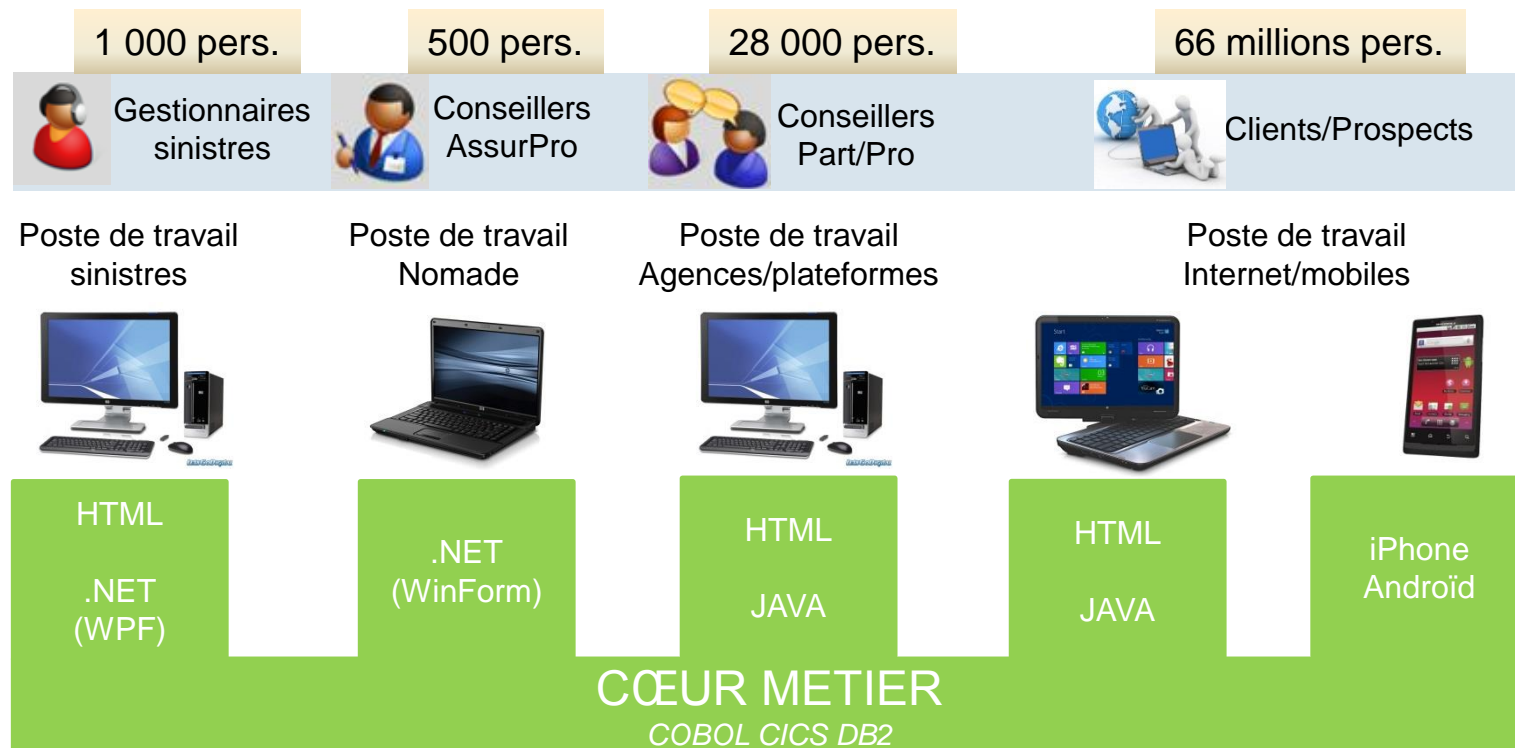 1 000 pers.
500 pers.
28 000 pers.
66 millions pers.
Gestionnaires
sinistres
Conseillers
AssurPro
Conseillers
Part/Pro
Clients/Prospects
Poste de travail
sinistres
Poste de travail
Nomade
Poste de travail
Agences/plateformes
Poste de travail
Internet/mobiles
Start
HTML
.NET
(WPF)
.NET
(WinForm)
HTML
JAVA
HTML
JAVA
iPhone
Androïd
CŒUR METIER
COBOL CICS DB2